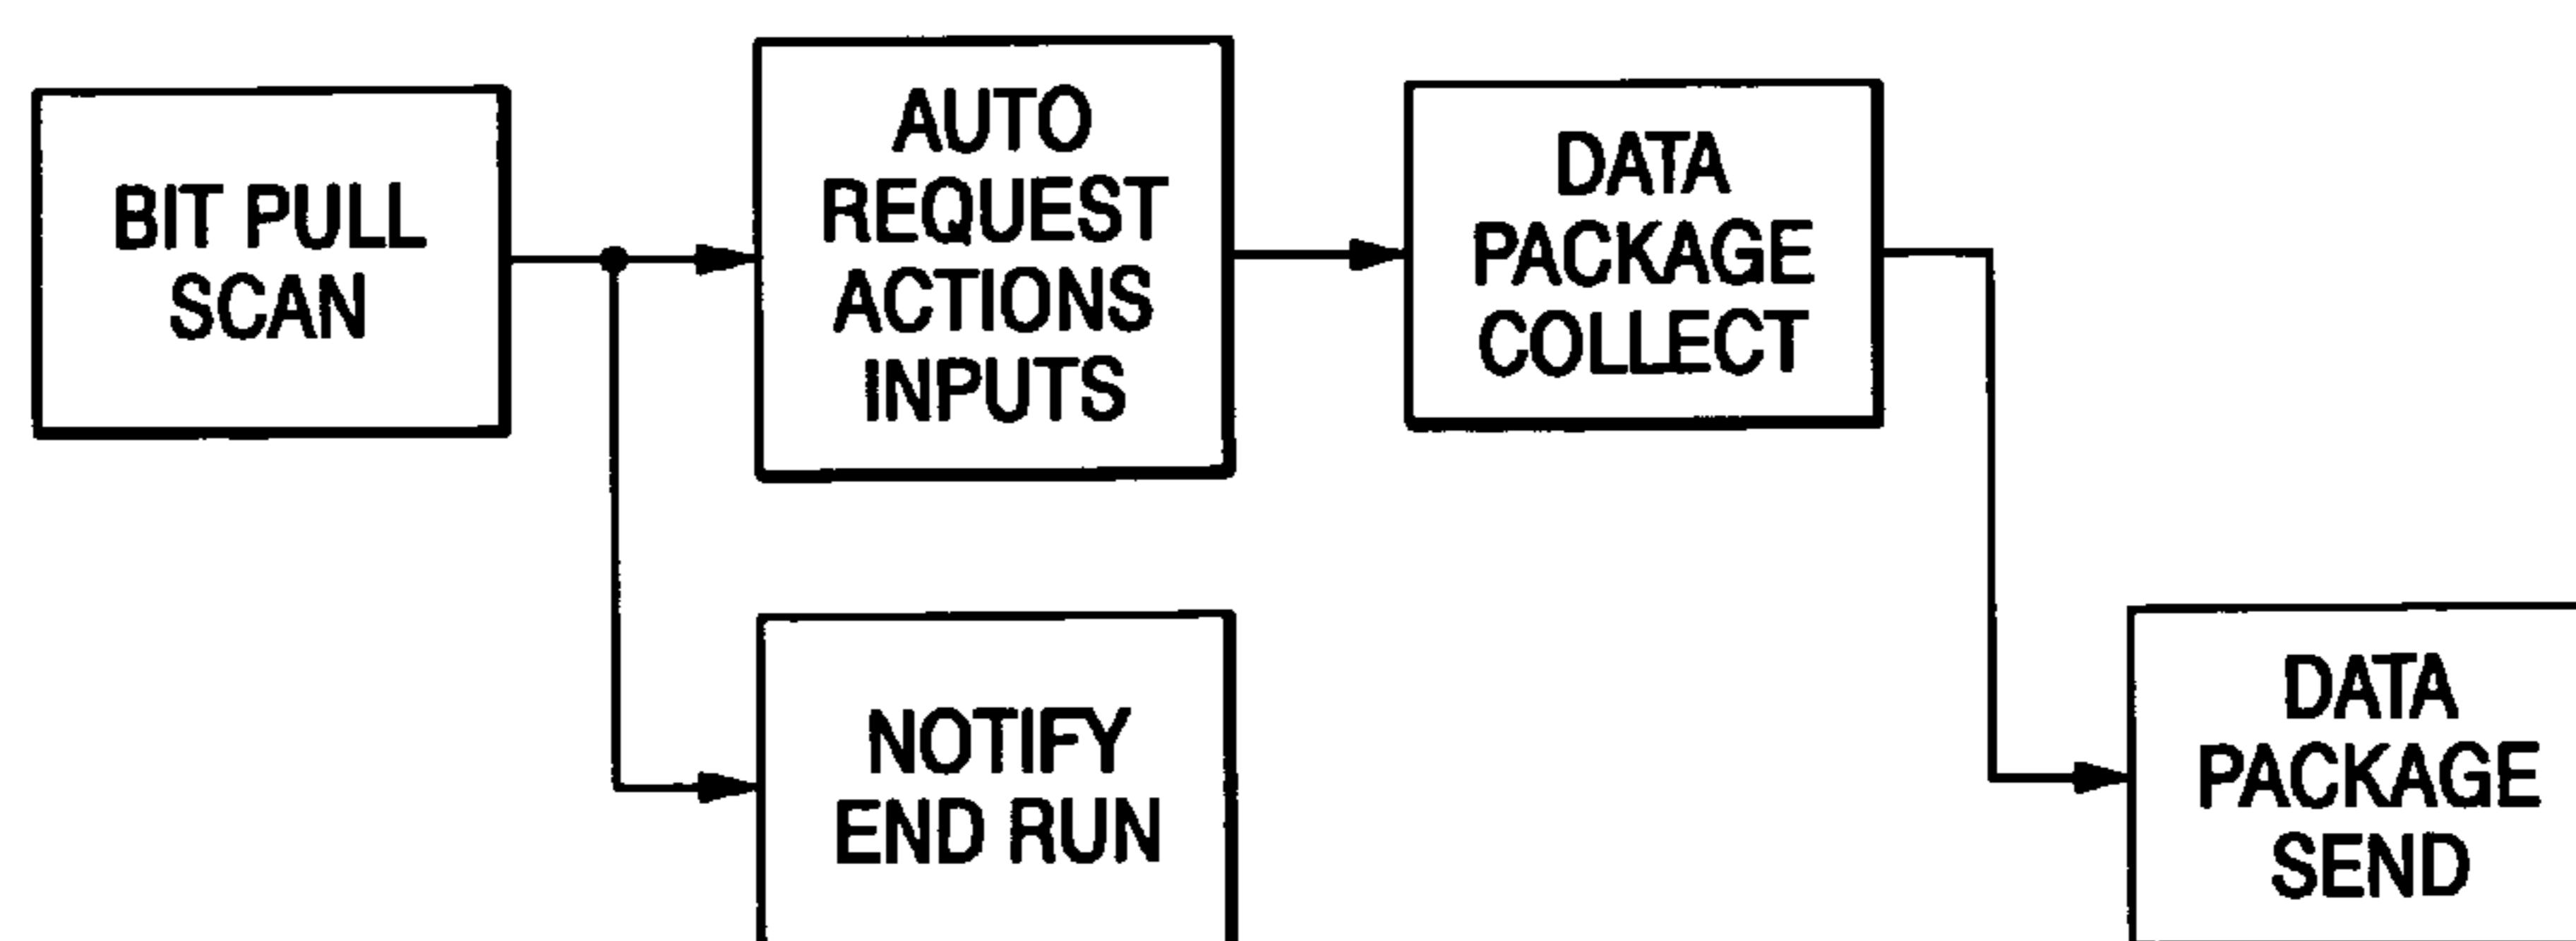 BIT PULL
SCAN
AUTO
REQUEST
ACTIONS
INPUTS
DATA
PACKAGE
COLLECT
NOTIFY
END RUN
DATA
PACKAGE
SEND